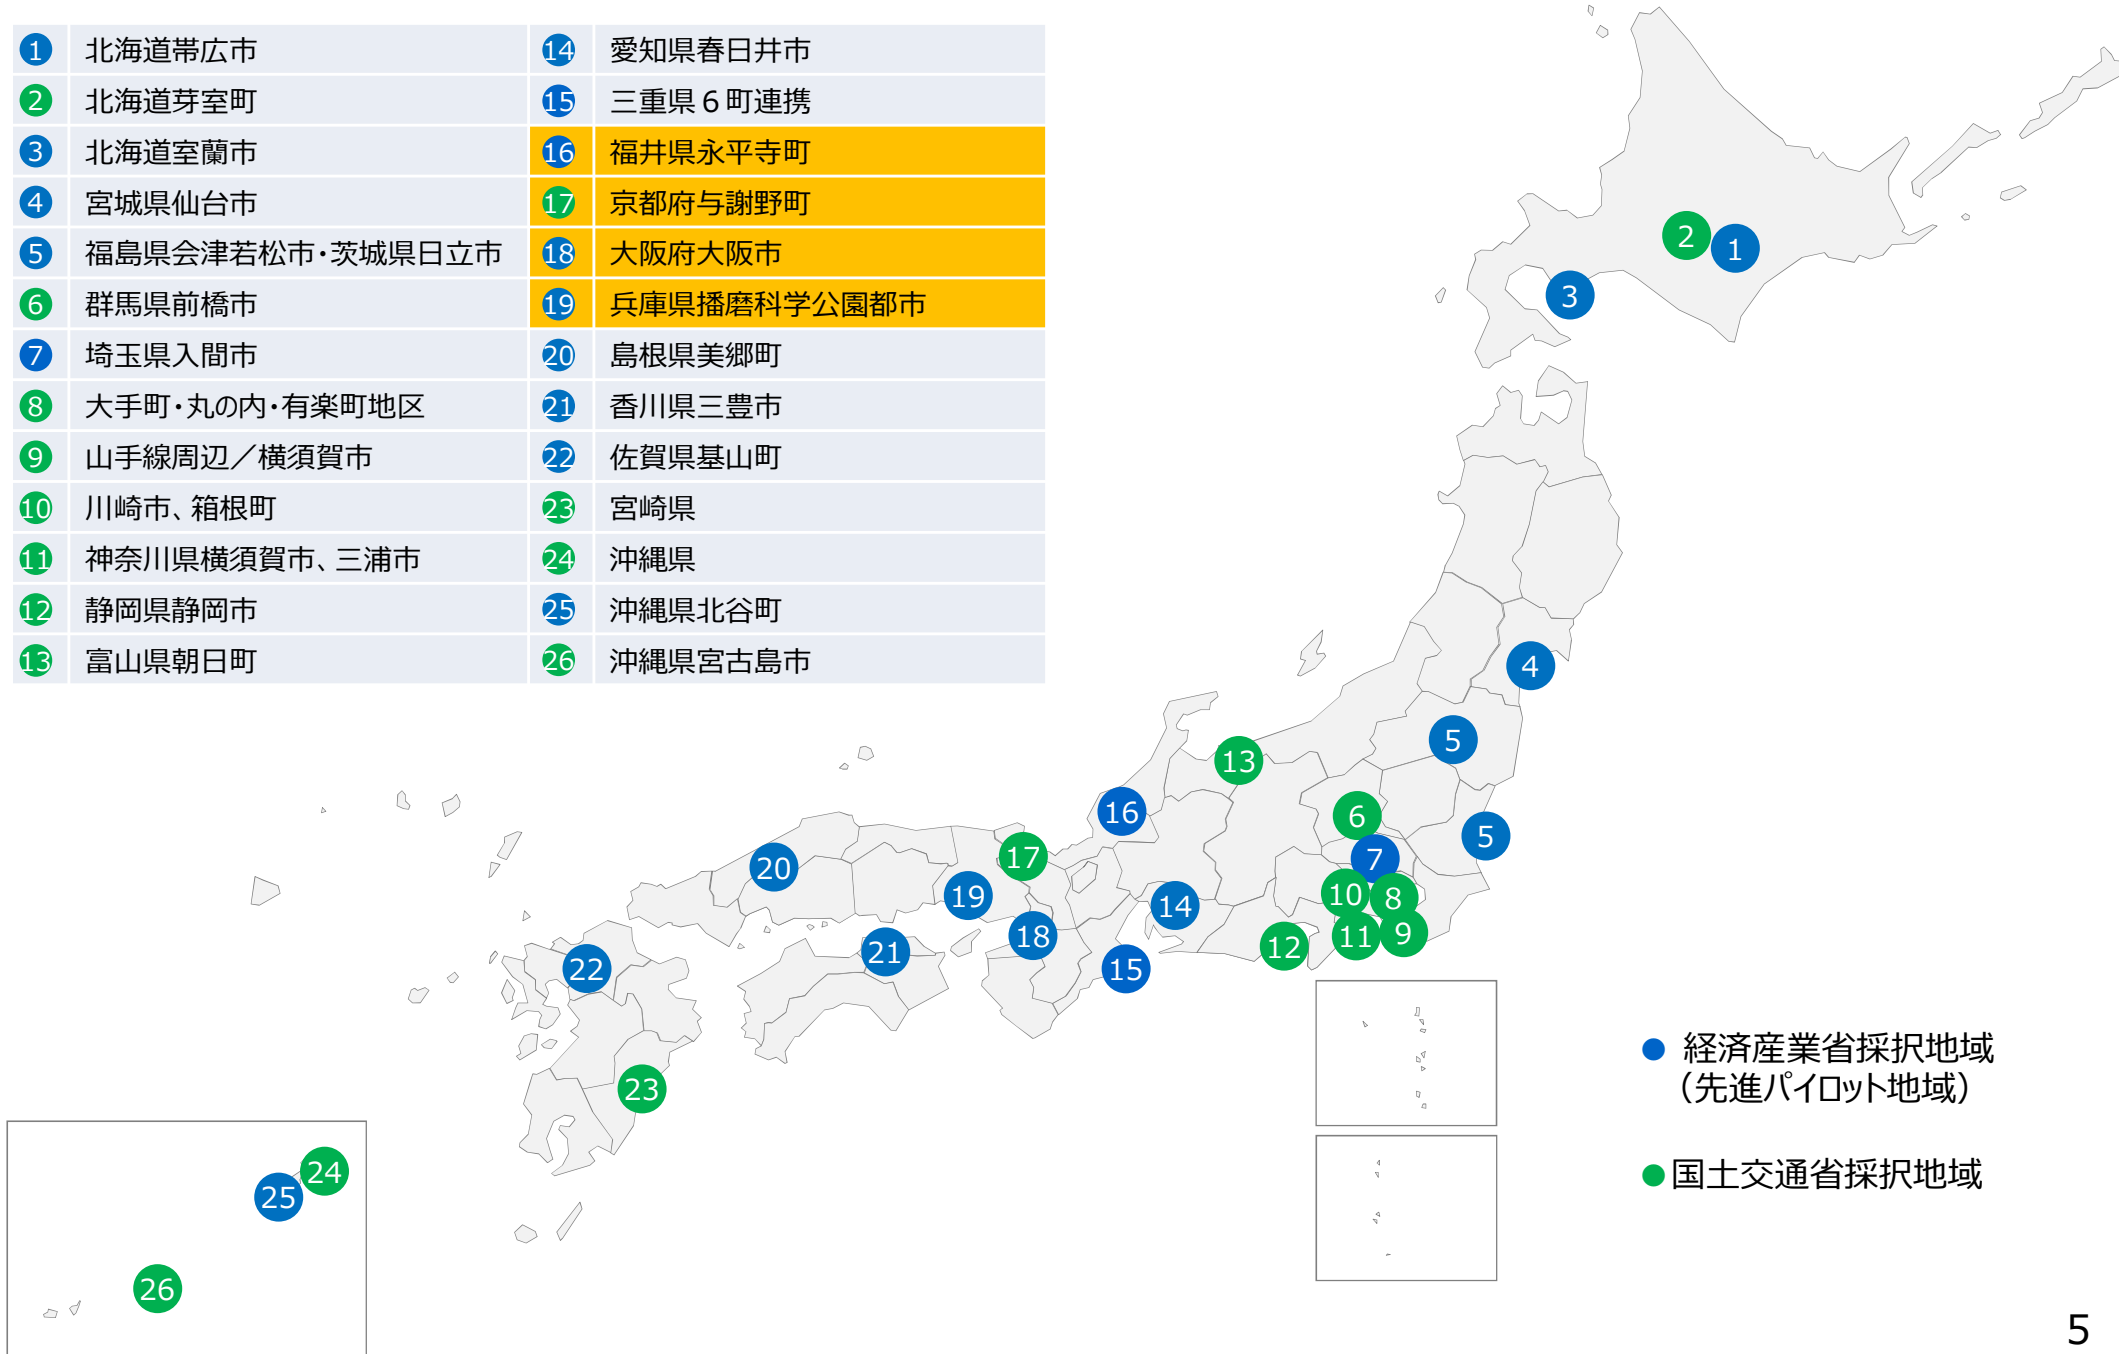 1 北海道帯広市
2 北海道芽室町
3 北海道室蘭市
4 宮城県仙台市
5 福島県会津若松市・茨城県日立市
6 群馬県前橋市
7 埼玉県入間市
8 大手町・丸の内・有楽町地区
9 山手線周辺／横須賀市
10 川崎市、箱根町
11 神奈川県横須賀市、三浦市
12 静岡県静岡市
13 富山県朝日町
14 愛知県春日井市
15 三重県６町連携
16 福井県永平寺町
17 京都府与謝野町
18 大阪府大阪市
19 兵庫県播磨科学公園都市
20 島根県美郷町
21 香川県三豊市
22 佐賀県基山町
23 宮崎県
24 沖縄県
25 沖縄県北谷町
26 沖縄県宮古島市
2
1
3
4
5
13
16
6
5
7
17
20
10
8
19
14
9
18
11
12
21
15
22
23
24
25
26
経済産業省採択地域
（先進パイロット地域）
国土交通省採択地域
5